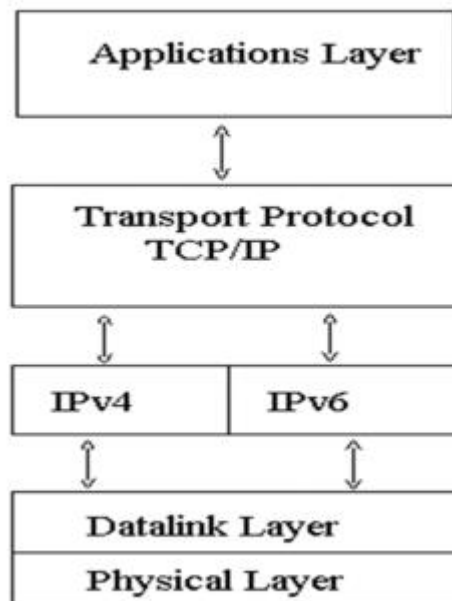 Applications Layer
Transport Protocol
TCP/IP
IPv4 IPv6
Datalink Layer
Physical Layer